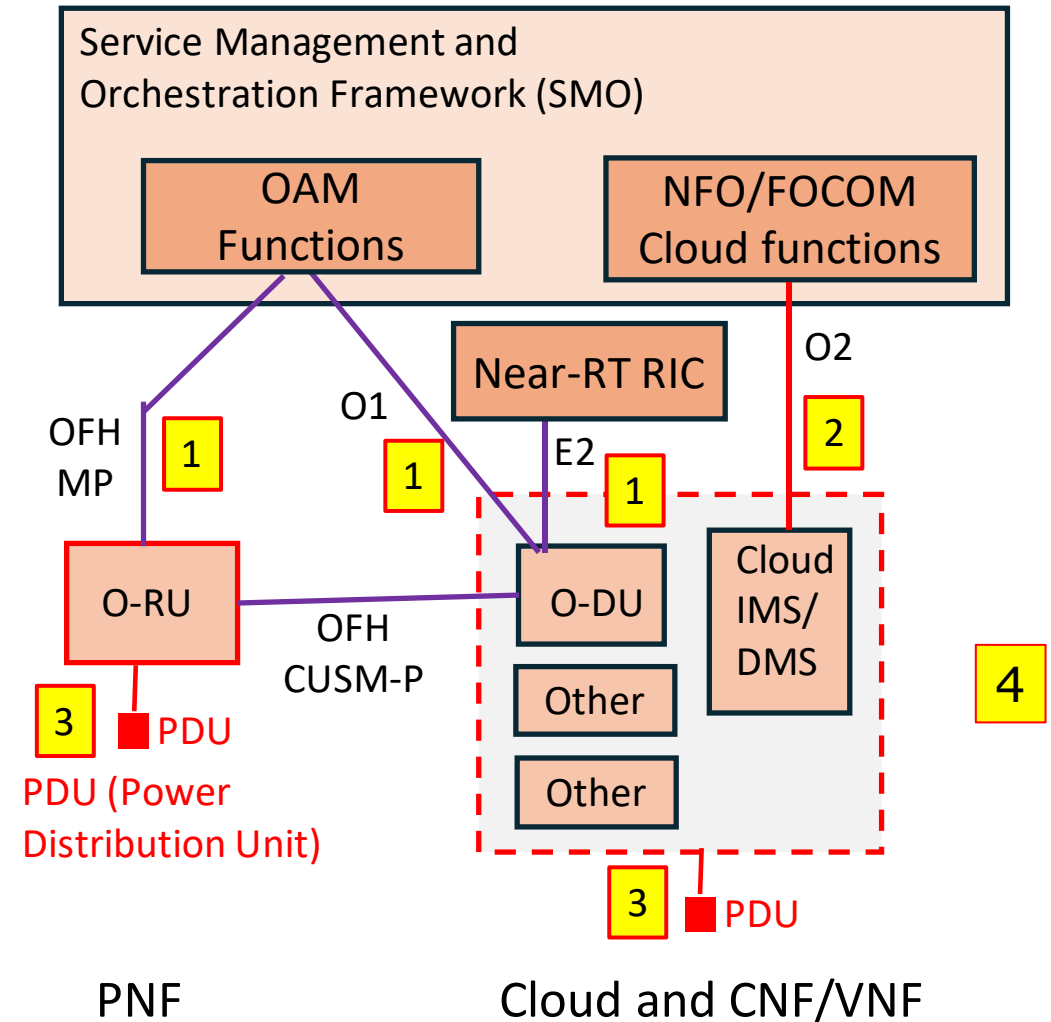 Service Management and
Orchestration Framework (SMO)
OAM
Functions
NFO/FOCOM
Cloud functions
Near-RT RIC
O2
O1
OFH
MP
1
1
E2
1
2
O-RU
O-DU
Cloud
IMS/
DMS
OFH
CUSM-P
Other
Other
4
3
PDU
PDU (Power
Distribution Unit)
3
PDU
PNF
Cloud and CNF/VNF